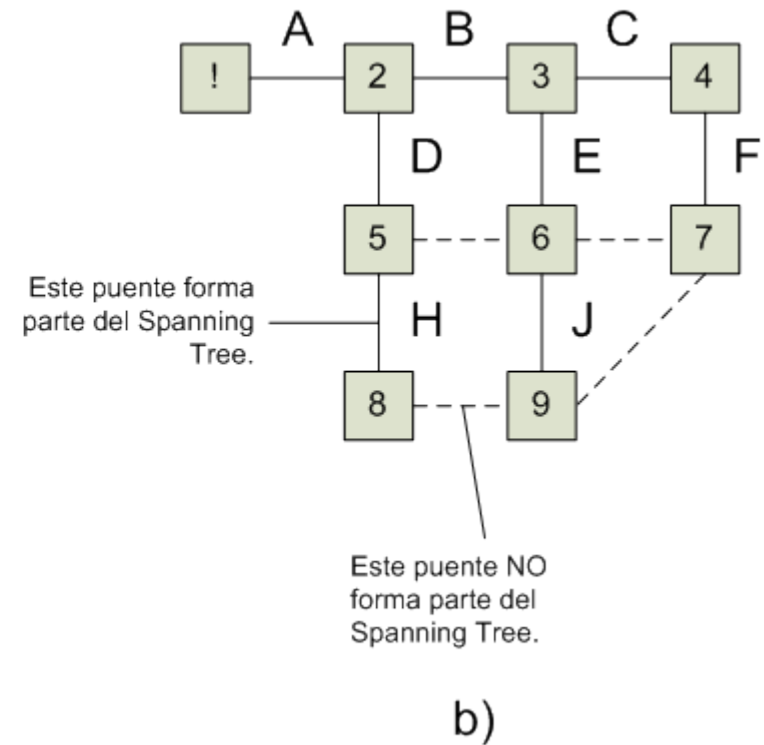 A B C
! 2 3 4
D E F
5 6 7
Este puente forma
parte del Spanning
Tree.
H J
8 9
Este puente NO
forma parte del
Spanning Tree.
b)